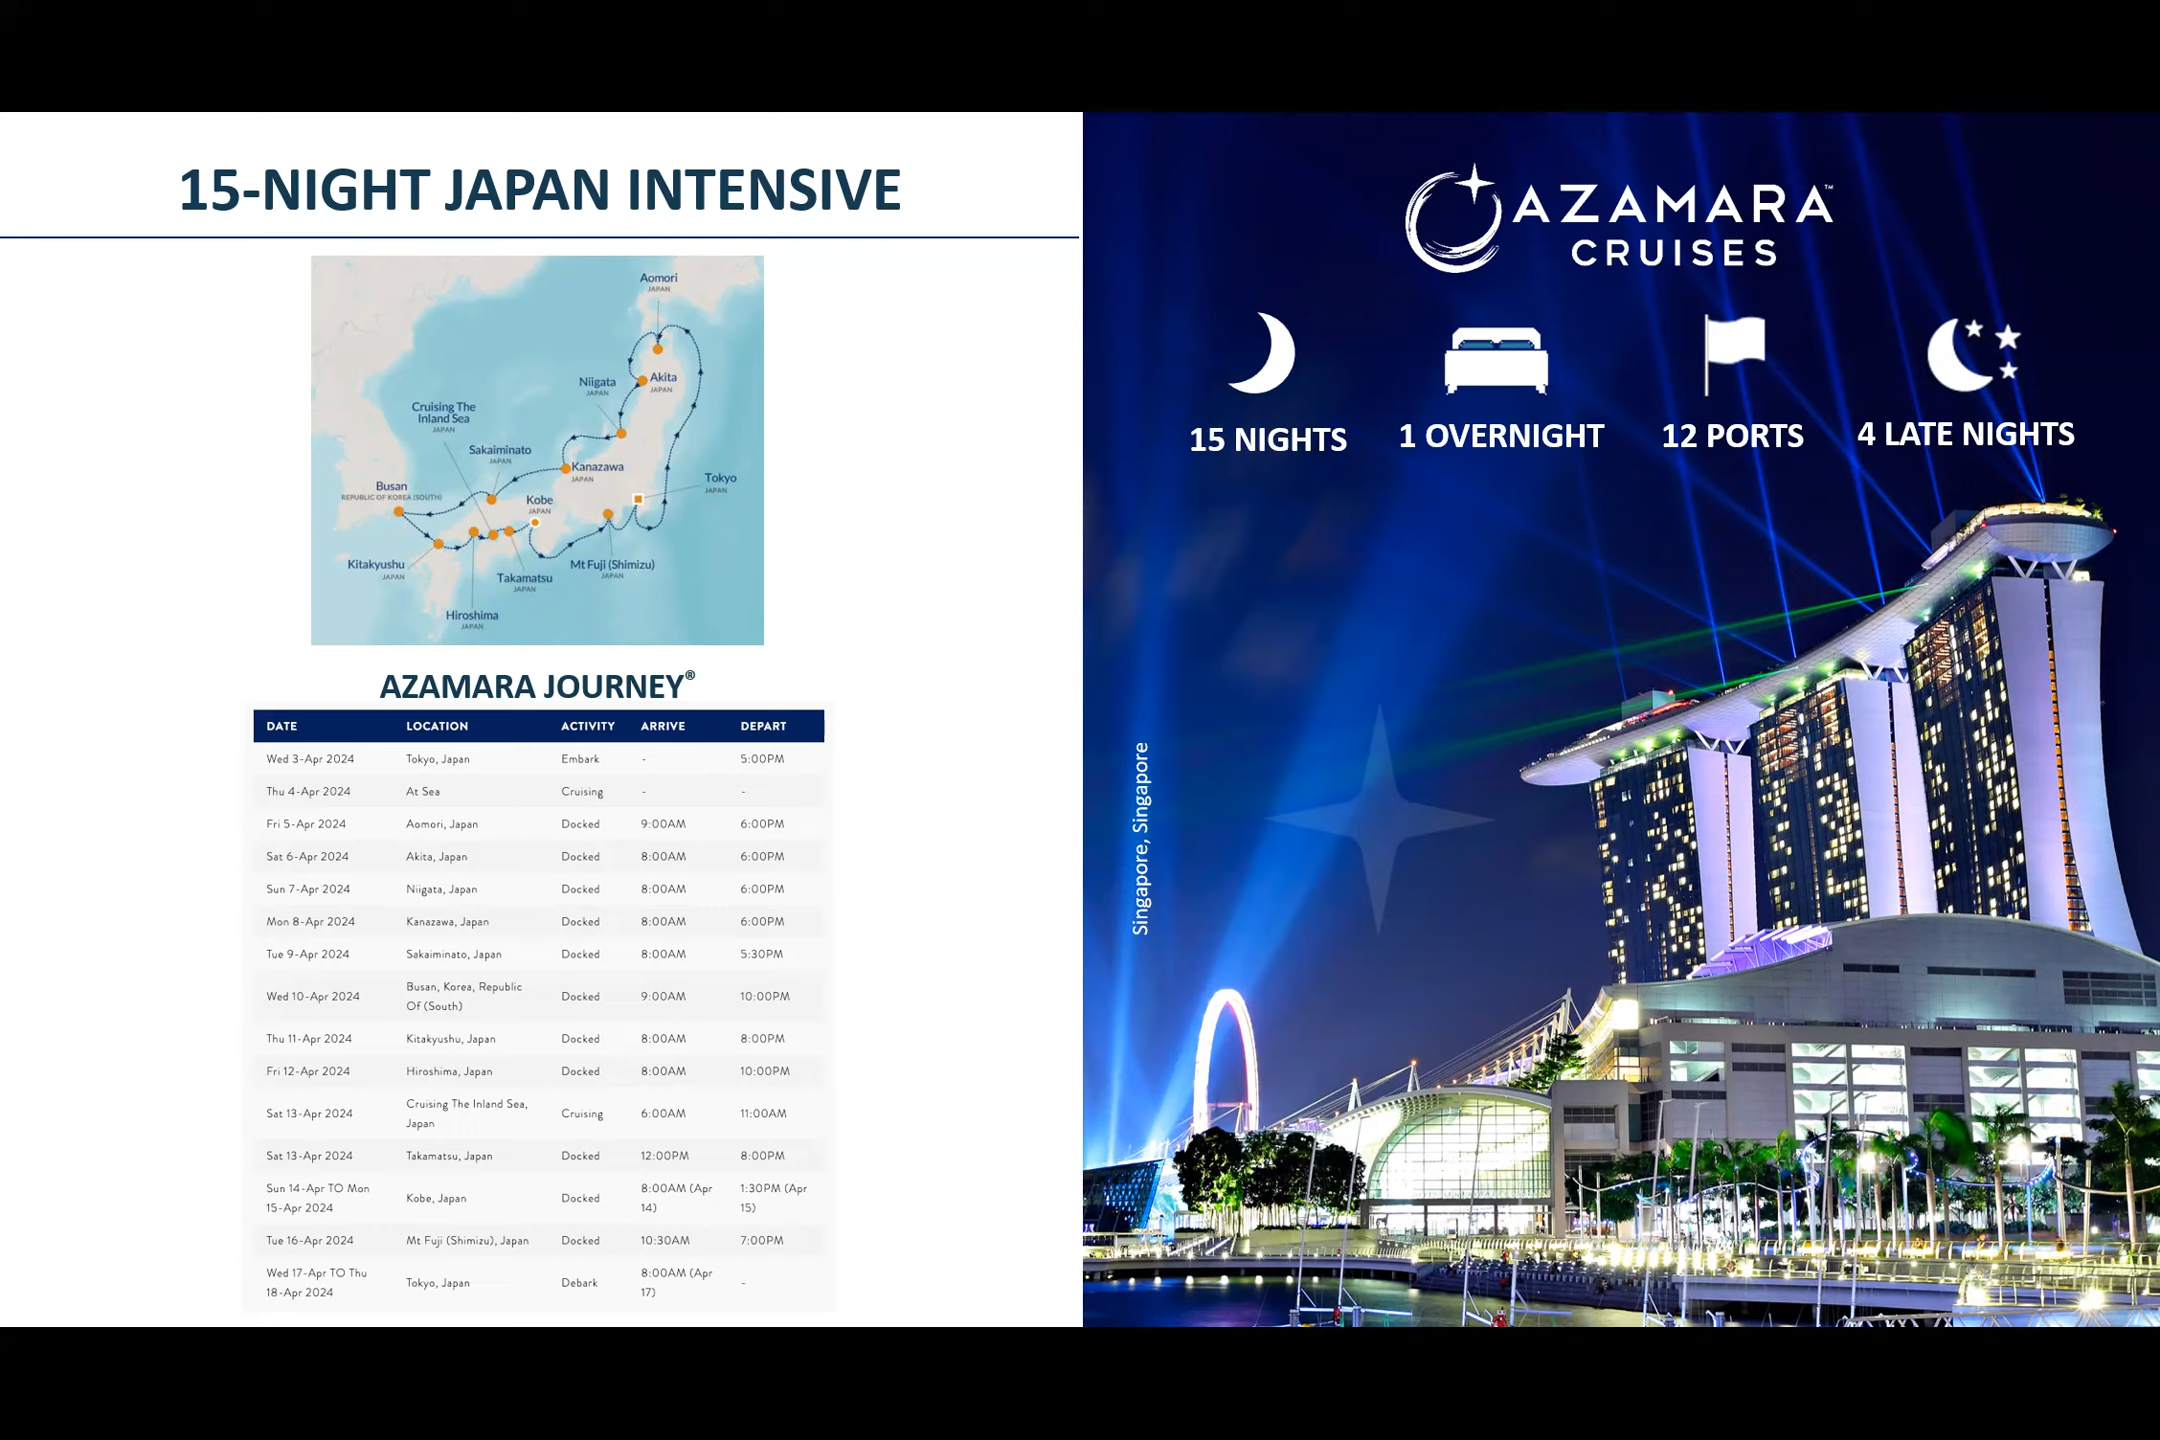 15-NIGHT JAPAN INTENSIVE
Aomori
JAPAN
Akita
JAPAN
Niigata
JAPAN
Cruising The
Inland Sea
JAPAN
Sakaiminato
JAPAN
Kanazawa
JAPAN
Tokyo
JAPAN
Busan
REPUBLIC OF KOREA (SOUTH)
Kobe
JAPAN
Kitakyushu
JAPAN
Mt Fuji (Shimizu)
JAPAN
Takamatsu
JAPAN
Hiroshima
JAPAN
AZAMARA JOURNEY®
DATE LOCATION ACTIVITY ARRIVE DEPART
Wed 3-Apr 2024 Tokyo, Japan Embark - 5:00PM
Thu 4-Apr 2024 At Sea Cruising - -
Fri 5-Apr 2024 Aomori, Japan Docked 9:00AM 6:00PM
Sat 6-Apr 2024 Akita, Japan Docked 8:00AM 6:00PM
Sun 7-Apr 2024 Niigata, Japan Docked 8:00AM 6:00PM
Mon 8-Apr 2024 Kanazawa, Japan Docked 8:00AM 6:00PM
Tue 9-Apr 2024 Sakaiminato, Japan Docked 8:00AM 5:30PM
Wed 10-Apr 2024 Busan, Korea, Republic
Of (South) Docked 9:00AM 10:00PM
Thu 11-Apr 2024 Kitakyushu, Japan Docked 8:00AM 8:00PM
Fri 12-Apr 2024 Hiroshima, Japan Docked 8:00AM 10:00PM
Sat 13-Apr 2024 Cruising The Inland Sea,
Japan Cruising 6:00AM 11:00AM
Sat 13-Apr 2024 Takamatsu, Japan Docked 12:00PM 8:00PM
Sun 14-Apr TO Mon
15-Apr 2024 Kobe, Japan Docked 8:00AM (Apr
14) 1:30PM (Apr
15)
Tue 16-Apr 2024 Mt Fuji (Shimizu), Japan Docked 10:30AM 7:00PM
Wed 17-Apr TO Thu
18-Apr 2024 Tokyo, Japan Debark 8:00AM (Apr
17) -
AZAMARA™
CRUISES
15 NIGHTS 1 OVERNIGHT 12 PORTS 4 LATE NIGHTS
Singapore, Singapore